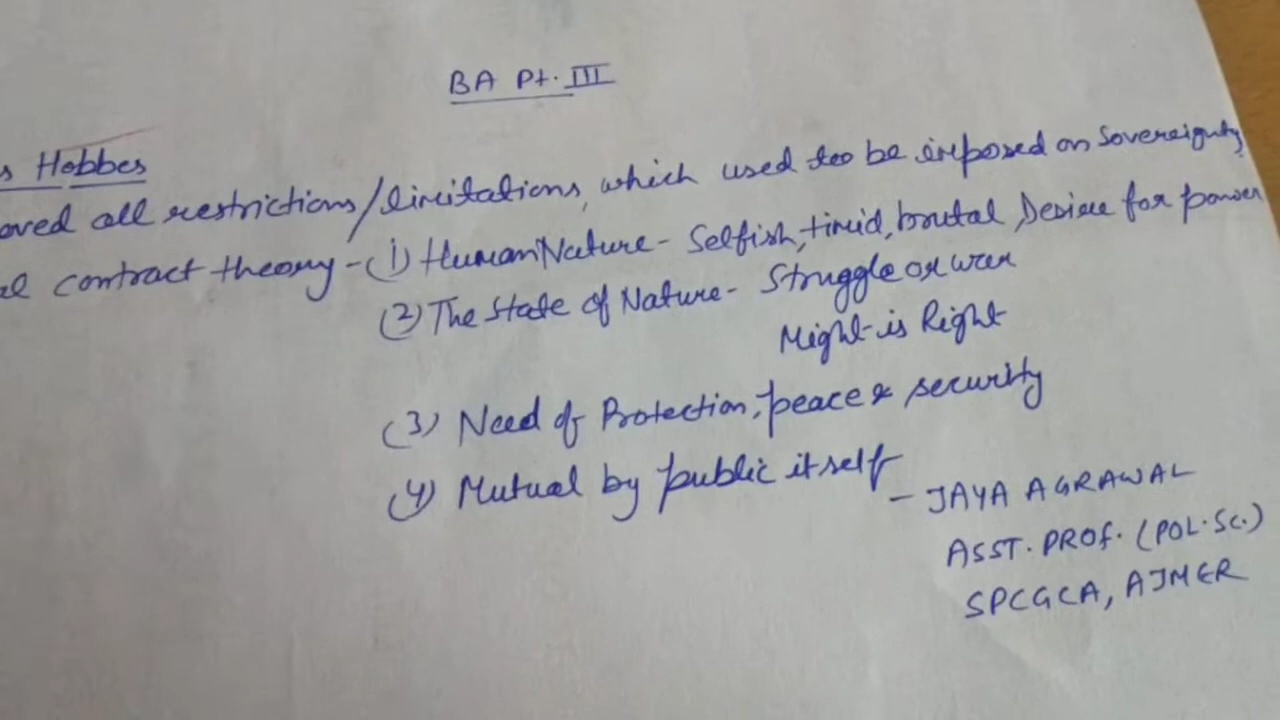 BA Pt. III
s Hobbes
oved all restrictions/limitations, which used too be imposed on Sovereignty
al contract theory - (1) Human Nature - Selfish, timid, brutal, Desire for power
(2) The State of Nature - Struggle or war
Might is Right
(3) Need of Protection, peace & security
(4) Mutual by public itself
- JAYA AGRAWAL
ASST. PROF. (POL. SC.)
SPCGCA, AJMER